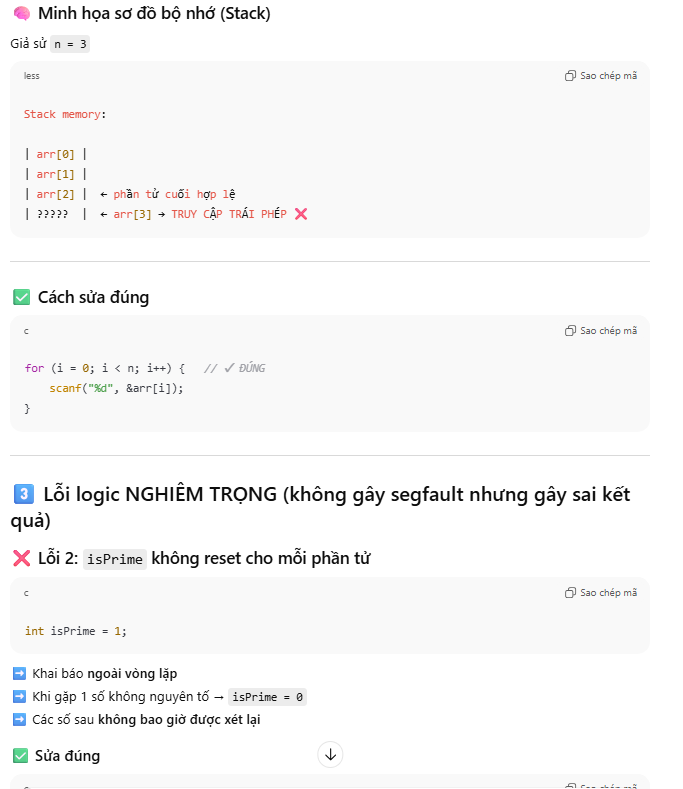 🧠 Minh họa sơ đồ bộ nhớ (Stack)
Giả sử n = 3
less
Sao chép mã
Stack memory:
| arr[0] |
| arr[1] |
| arr[2] | ← phần tử cuối hợp lệ
| ????? | ← arr[3] → TRUY CẬP TRÁI PHÉP ❌
✅ Cách sửa đúng
c
Sao chép mã
for (i = 0; i < n; i++) { // ✓ ĐÚNG
scanf("%d", &arr[i]);
}
3️⃣ Lỗi logic NGHIÊM TRỌNG (không gây segfault nhưng gây sai kết
quả)
❌ Lỗi 2: isPrime không reset cho mỗi phần tử
c
Sao chép mã
int isPrime = 1;
➡️ Khai báo ngoài vòng lặp
➡️ Khi gặp 1 số không nguyên tố → isPrime = 0
➡️ Các số sau không bao giờ được xét lại
✅ Sửa đúng